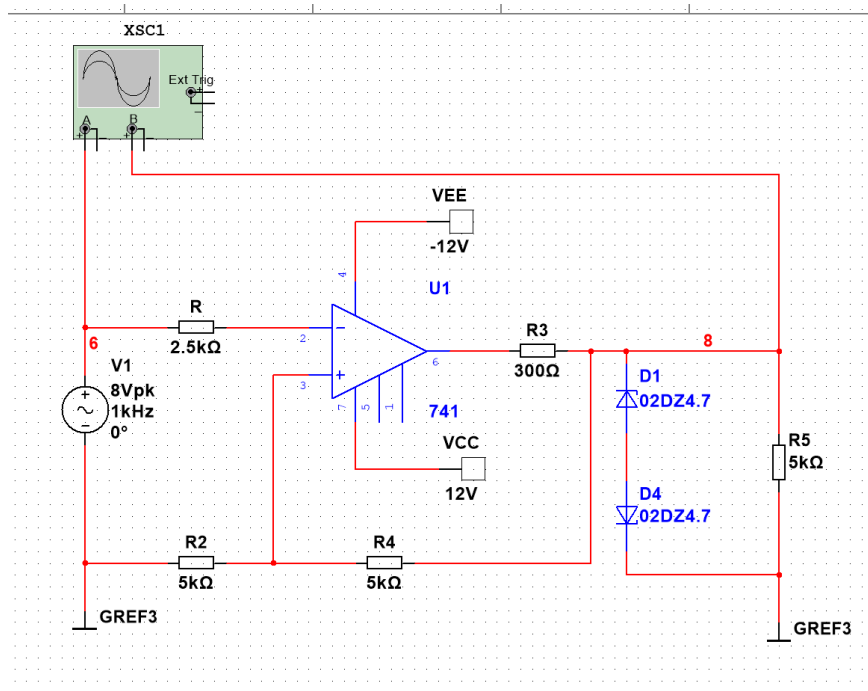 XSC1
Ext Trig
+
−
A
B
+
−
+
−
VEE
-12V
4
U1
R
2.5kΩ
2
−
6
R3
300Ω
8
6
V1
8Vpk
1kHz
0°
+
−
3
+
7
5
1
741
D1
02DZ4.7
VCC
12V
R5
5kΩ
D4
02DZ4.7
R2
5kΩ
R4
5kΩ
GREF3
GREF3